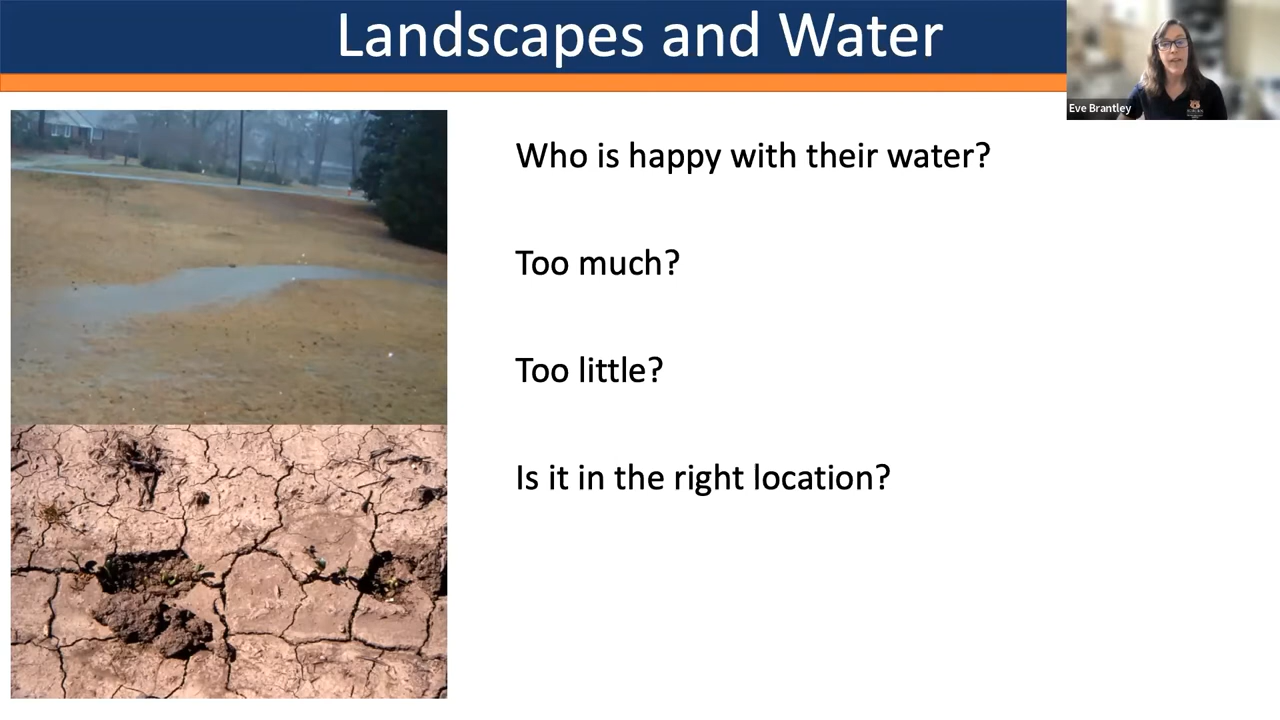 Landscapes and Water
Eve Brantley
Who is happy with their water?
Too much?
Too little?
Is it in the right location?